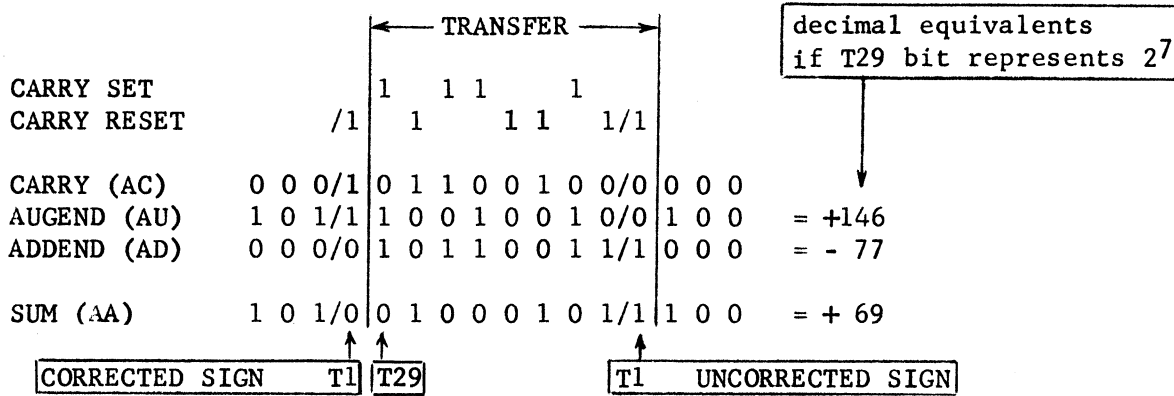 TRANSFER
decimal equivalents
if T29 bit represents 2^7
CARRY SET 1 1 1 1
CARRY RESET /1 1 1 1 1/1
CARRY (AC) 0 0 0/1 0 1 1 0 0 1 0 0/0 0 0 0
AUGEND (AU) 1 0 1/1 1 0 0 1 0 0 1 0/0 1 0 0 = +146
ADDEND (AD) 0 0 0/0 1 0 1 1 0 0 1 1/1 0 0 0 = - 77
SUM (AA) 1 0 1/0 0 1 0 0 0 1 0 1/1 1 0 0 = + 69
CORRECTED SIGN T1 T29 T1 UNCORRECTED SIGN